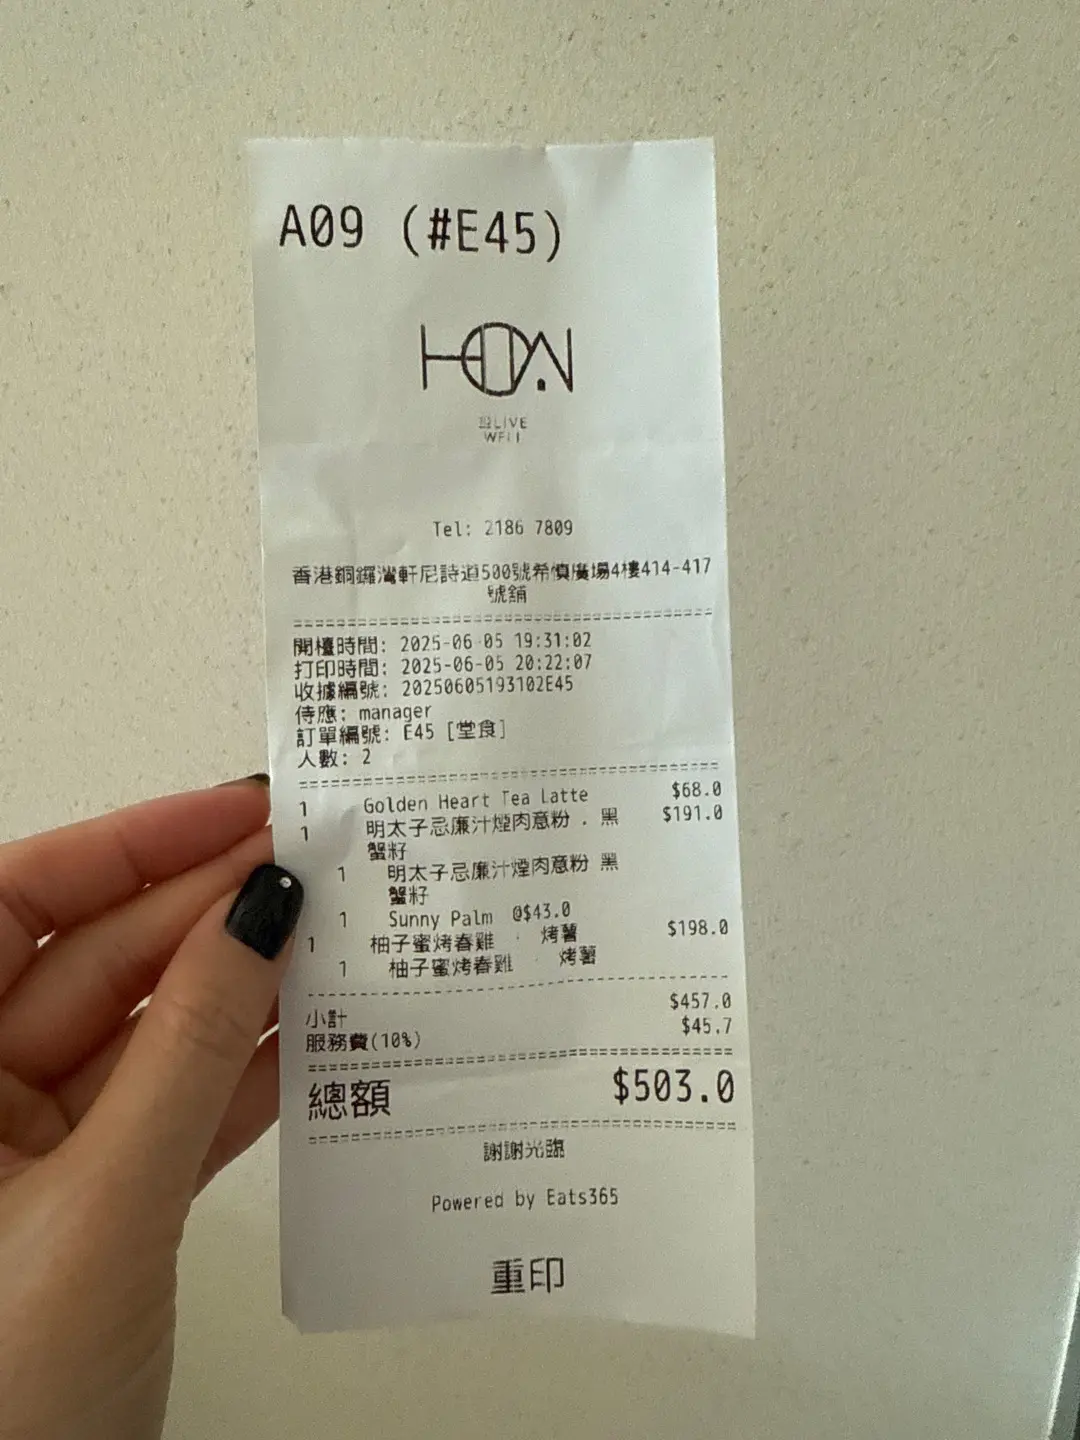 A09 (#E45)
HON
LIVE
WELL
Tel: 2186 7809
香港銅鑼灣軒尼詩道500號希慎廣場4樓414-417
號舖
開檯時間: 2025-06-05 19:31:02
打印時間: 2025-06-05 20:22:07
收據編號: 20250605193102E45
侍應: manager
訂單編號: E45 [堂食]
人數: 2
1 Golden Heart Tea Latte $68.0
1 明太子忌廉汁煙肉意粉 . 黑 $191.0
蟹籽
1 明太子忌廉汁煙肉意粉 黑
蟹籽
1 Sunny Palm @$43.0
1 柚子蜜烤春雞 · 烤薯 $198.0
1 柚子蜜烤春雞 · 烤薯
小計 $457.0
服務費(10%) $45.7
總額 $503.0
謝謝光臨
Powered by Eats365
重印